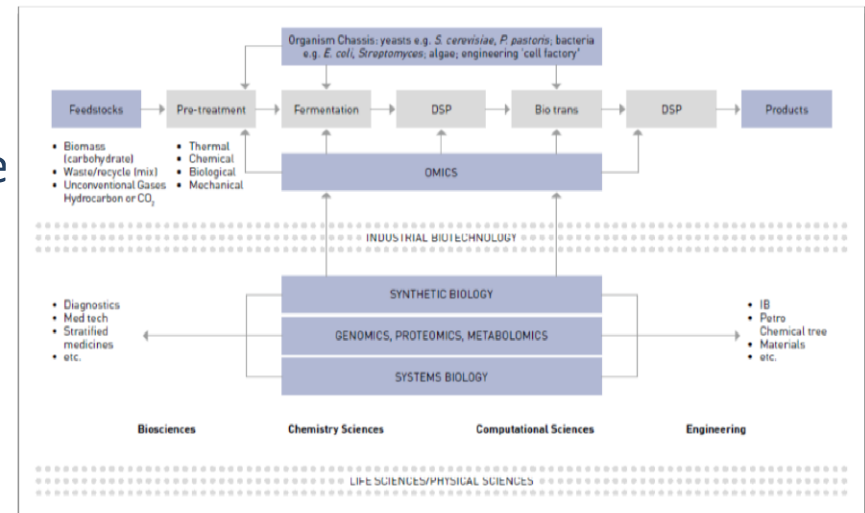 Organism Chassis: yeasts e.g. S. cerevisiae, P. pastoris; bacteria
e.g. E. coli, Streptomyces; algae; engineering 'cell factory'
Feedstocks
Pre-treatment
Fermentation
DSP
Bio trans
DSP
Products
• Biomass
(carbohydrate)
• Waste/recycle (mix)
• Unconventional Gases
Hydrocarbon or CO₂
• Thermal
• Chemical
• Biological
• Mechanical
OMICS
INDUSTRIAL BIOTECHNOLOGY
SYNTHETIC BIOLOGY
GENOMICS, PROTEOMICS, METABOLOMICS
SYSTEMS BIOLOGY
• Diagnostics
• Med tech
• Stratified
medicines
• etc.
• IB
• Petro
Chemical tree
• Materials
• etc.
Biosciences
Chemistry Sciences
Computational Sciences
Engineering
LIFE SCIENCES/PHYSICAL SCIENCES